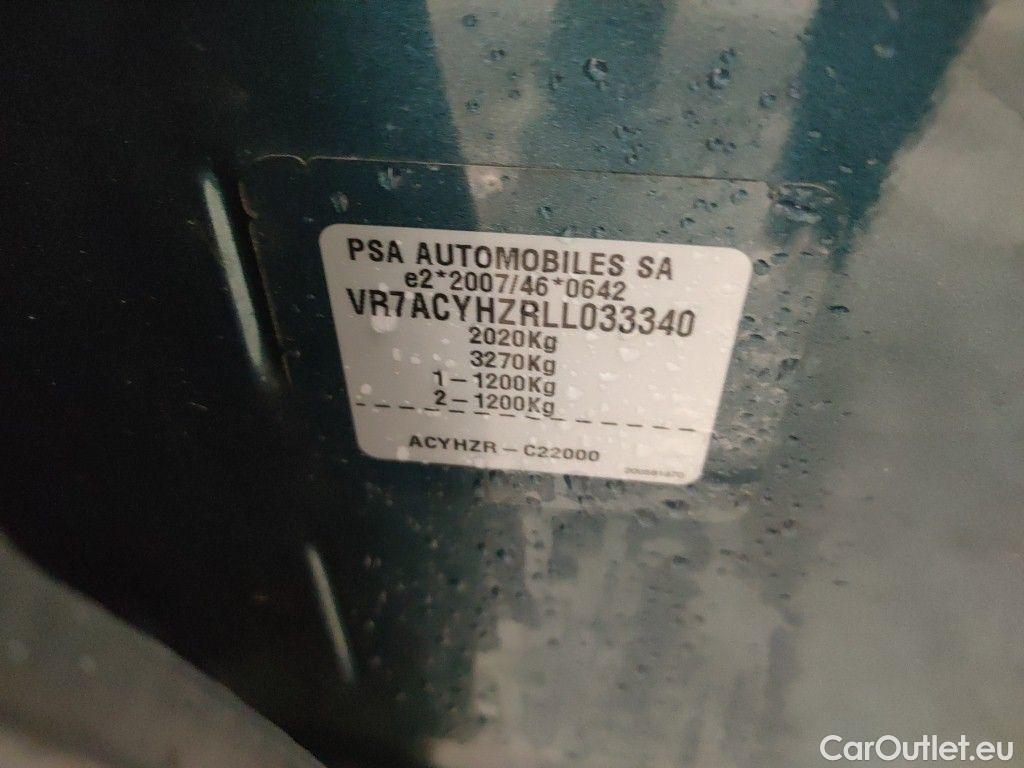 PSA AUTOMOBILES SA
e2*2007/46*0642
VR7ACYHZRLL033340
2020Kg
3270Kg
1-1200Kg
2-1200Kg
ACYHZR-C22000
CarOutlet.eu